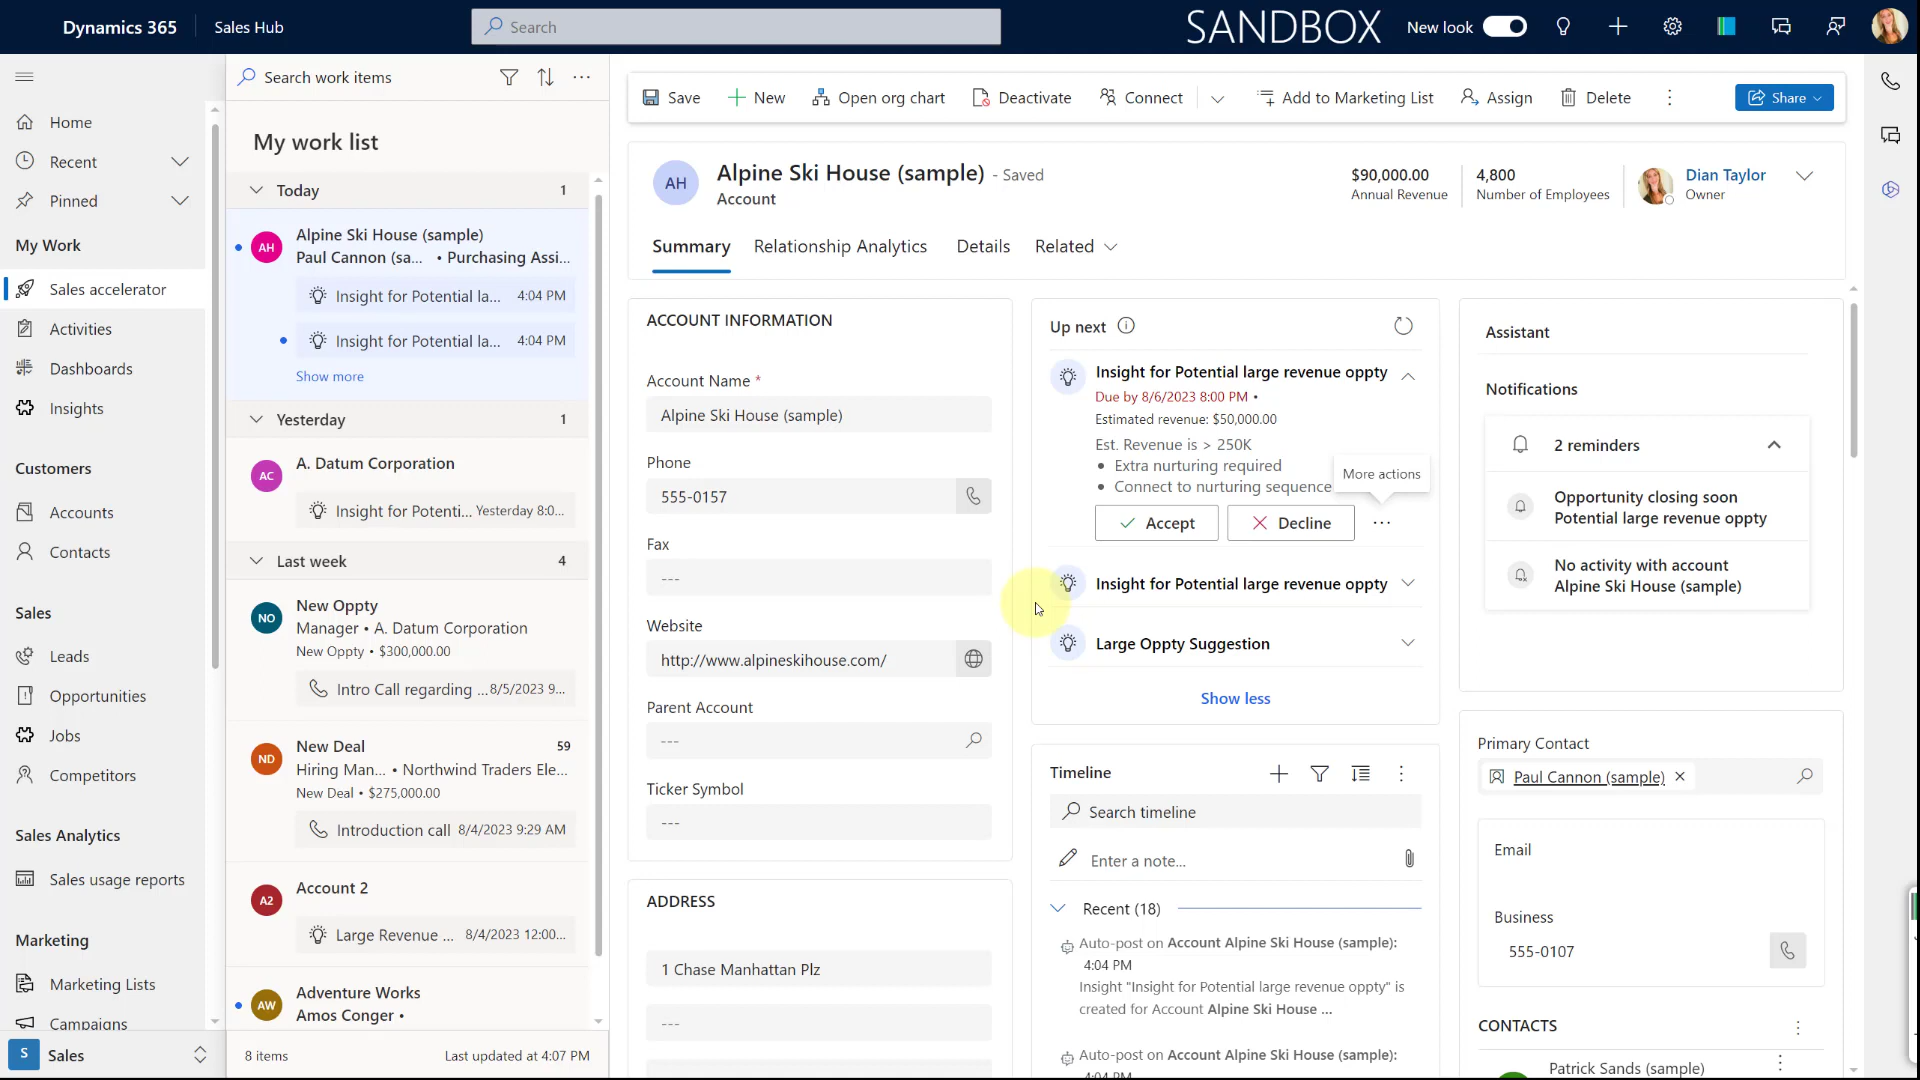 Dynamics 365
Sales Hub
Search
SANDBOX
New look
Search work items
Save
New
Open org chart
Deactivate
Connect
Add to Marketing List
Assign
Delete
Share
Home
Recent
Pinned
My Work
Sales accelerator
Activities
Dashboards
Insights
Customers
Accounts
Contacts
Sales
Leads
Opportunities
Jobs
Competitors
Sales Analytics
Sales usage reports
Marketing
Marketing Lists
Campaigns
S Sales
My work list
Today 1
AH
Alpine Ski House (sample)
Paul Cannon (sa... • Purchasing Assi...
Insight for Potential la... 4:04 PM
Insight for Potential la... 4:04 PM
Show more
Yesterday 1
AC
A. Datum Corporation
Insight for Potenti... Yesterday 8:0...
Last week 4
NO
New Oppty
Manager • A. Datum Corporation
New Oppty • $300,000.00
Intro Call regarding ... 8/5/2023 9...
ND
New Deal 59
Hiring Man... • Northwind Traders Ele...
New Deal • $275,000.00
Introduction call 8/4/2023 9:29 AM
A2
Account 2
Large Revenue ... 8/4/2023 12:00...
AW
Adventure Works
Amos Conger •
8 items Last updated at 4:07 PM
AH
Alpine Ski House (sample) - Saved
Account
$90,000.00
Annual Revenue
4,800
Number of Employees
Dian Taylor
Owner
Summary
Relationship Analytics
Details
Related
ACCOUNT INFORMATION
Account Name *
Alpine Ski House (sample)
Phone
555-0157
Fax
---
Website
http://www.alpineskihouse.com/
Parent Account
---
Ticker Symbol
---
ADDRESS
1 Chase Manhattan Plz
---
Up next
Insight for Potential large revenue oppty
Due by 8/6/2023 8:00 PM •
Estimated revenue: $50,000.00
Est. Revenue is > 250K
• Extra nurturing required
• Connect to nurturing sequence
More actions
Accept
Decline
Insight for Potential large revenue oppty
Large Oppty Suggestion
Show less
Timeline
Search timeline
Enter a note...
Recent (18)
Auto-post on Account Alpine Ski House (sample):
4:04 PM
Insight "Insight for Potential large revenue oppty" is
created for Account Alpine Ski House ...
Auto-post on Account Alpine Ski House (sample):
4:04 PM
Assistant
Notifications
2 reminders
Opportunity closing soon
Potential large revenue oppty
No activity with account
Alpine Ski House (sample)
Primary Contact
Paul Cannon (sample)
Email
Business
555-0107
CONTACTS
Patrick Sands (sample)